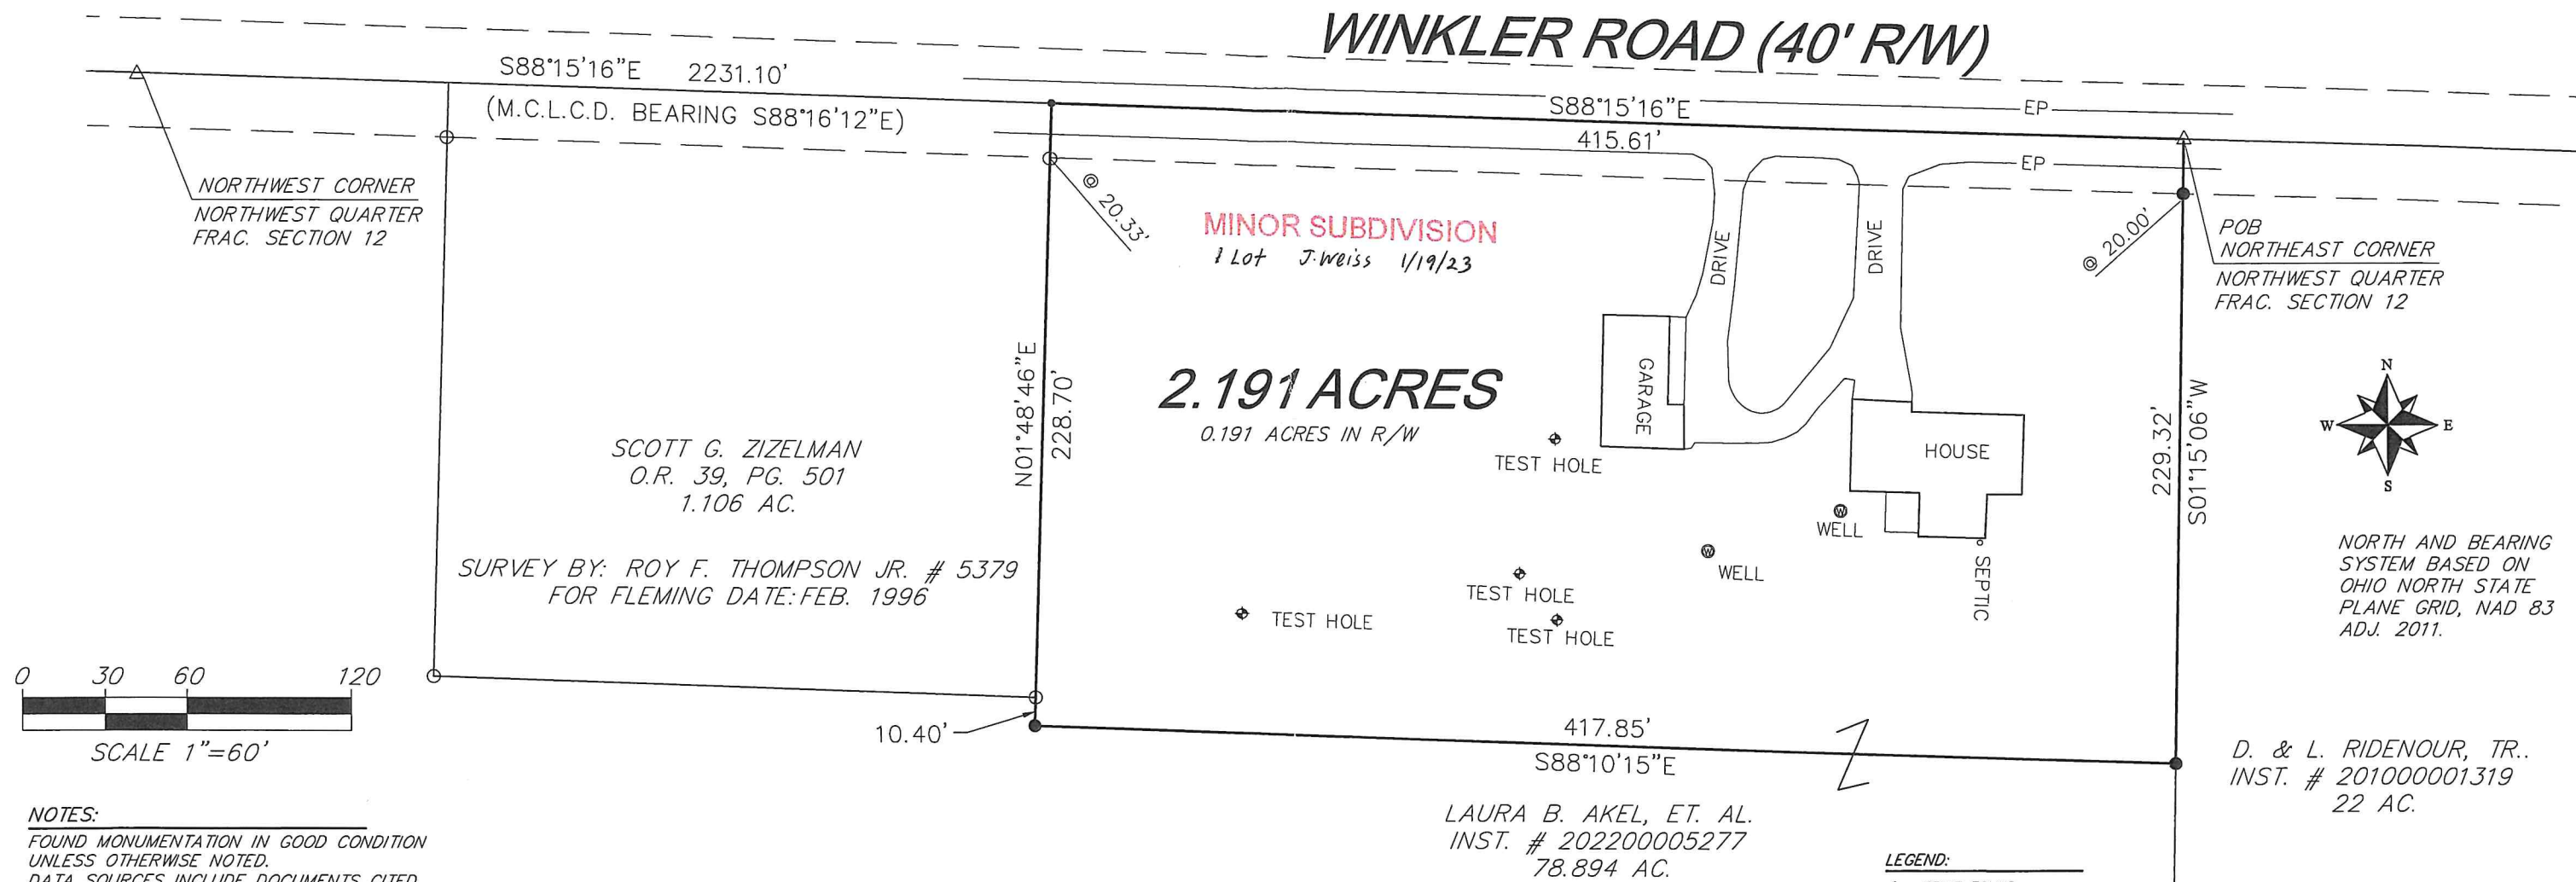 WINKLER ROAD (40' R/W)
S88°15'16"E 2231.10'
(M.C.L.C.D. BEARING S88°16'12"E)
S88°15'16"E
415.61'
EP
EP
NORTHWEST CORNER
NORTHWEST QUARTER
FRAC. SECTION 12
@ 20.33'
MINOR SUBDIVISION
1 Lot J. Weiss 1/19/23
DRIVE
DRIVE
@ 20.00'
POB
NORTHEAST CORNER
NORTHWEST QUARTER
FRAC. SECTION 12
N01°48'46"E
228.70'
2.191 ACRES
0.191 ACRES IN R/W
GARAGE
HOUSE
229.32'
S01°15'06"W
N
W
E
S
SCOTT G. ZIZELMAN
O.R. 39, PG. 501
1.106 AC.
SURVEY BY: ROY F. THOMPSON JR. # 5379
FOR FLEMING DATE: FEB. 1996
TEST HOLE
TEST HOLE
TEST HOLE
TEST HOLE
W
WELL
W
WELL
SEPTIC
NORTH AND BEARING
SYSTEM BASED ON
OHIO NORTH STATE
PLANE GRID, NAD 83
ADJ. 2011.
0 30 60 120
SCALE 1"=60'
10.40'
417.85'
S88°10'15"E
D. & L. RIDENOUR, TR..
INST. # 201000001319
22 AC.
LAURA B. AKEL, ET. AL.
INST. # 202200005277
78.894 AC.
NOTES:
FOUND MONUMENTATION IN GOOD CONDITION
UNLESS OTHERWISE NOTED.
DATA SOURCES INCLUDE DOCUMENTS CITED
LEGEND: